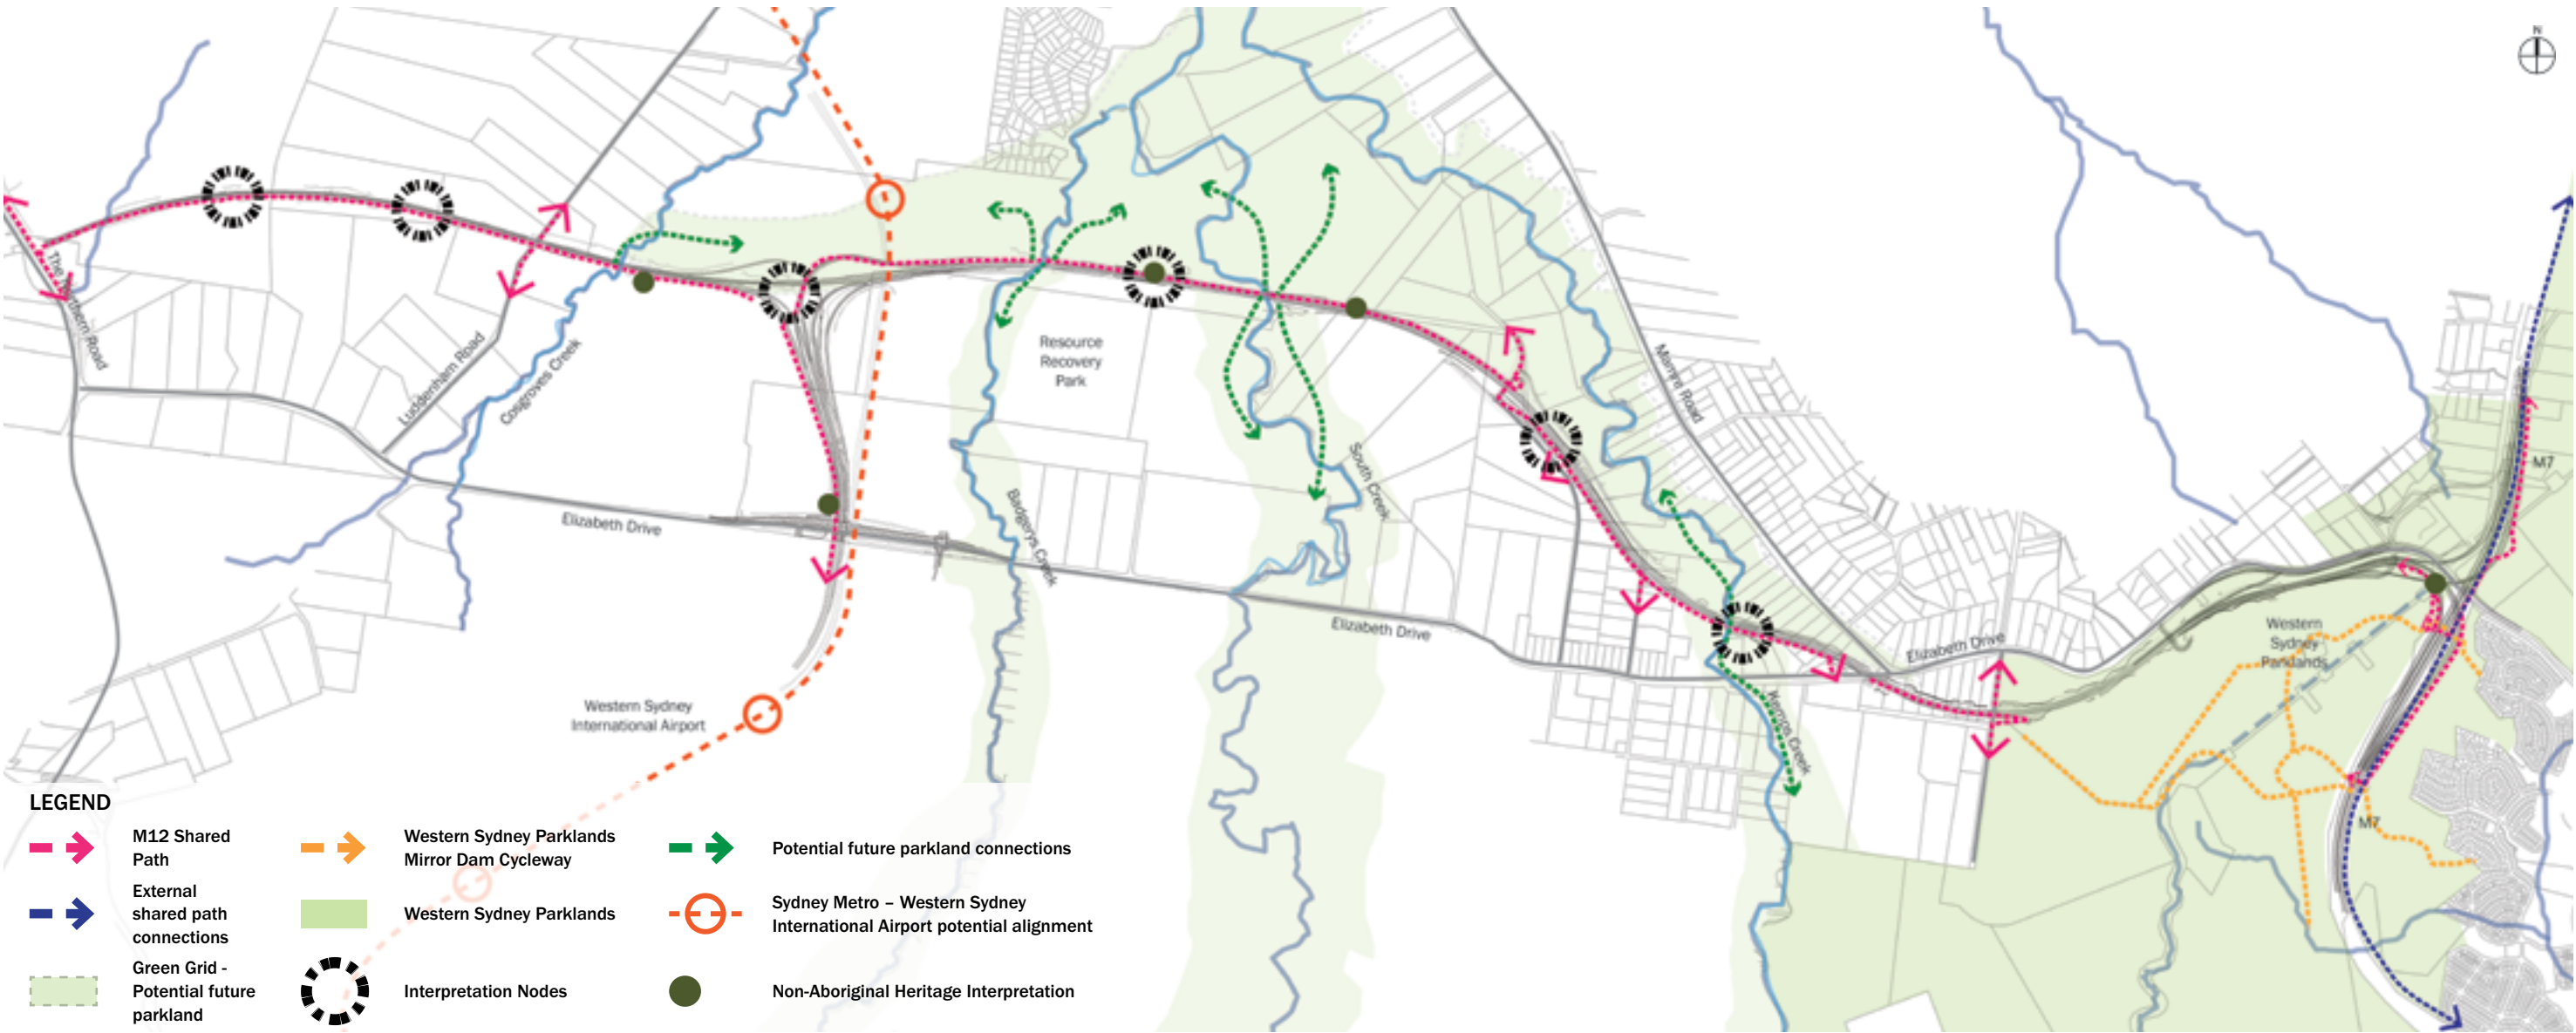 N
The Northern Road
Luddenham Road
Cosgroves Creek
Elizabeth Drive
Resource
Recovery
Park
Badgerys Creek
South Creek
Mamre Road
Elizabeth Drive
Elizabeth Drive
Kemps Creek
Western
Sydney
Parklands
M7
M7
Western Sydney
International Airport
LEGEND
M12 Shared
Path
External
shared path
connections
Green Grid -
Potential future
parkland
Western Sydney Parklands
Mirror Dam Cycleway
Western Sydney Parklands
Interpretation Nodes
Potential future parkland connections
Sydney Metro – Western Sydney
International Airport potential alignment
Non-Aboriginal Heritage Interpretation